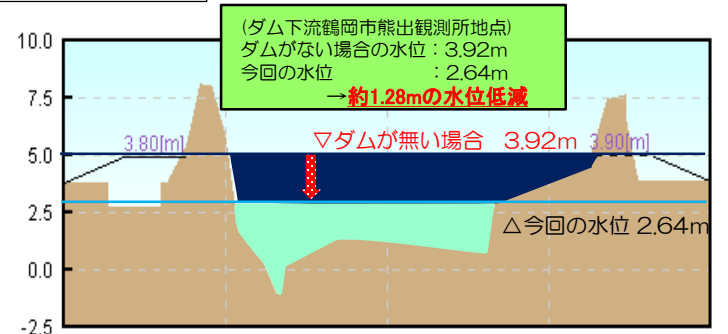 (ダム下流鶴岡市熊出観測所地点)
ダムがない場合の水位:3.92m
今回の水位 :2.64m
→約1.28mの水位低減
10.0
7.5
5.0
2.5
0.0
-2.5
3.80[m]
▽ダムが無い場合 3.92m
3.90[m]
△今回の水位 2.64m